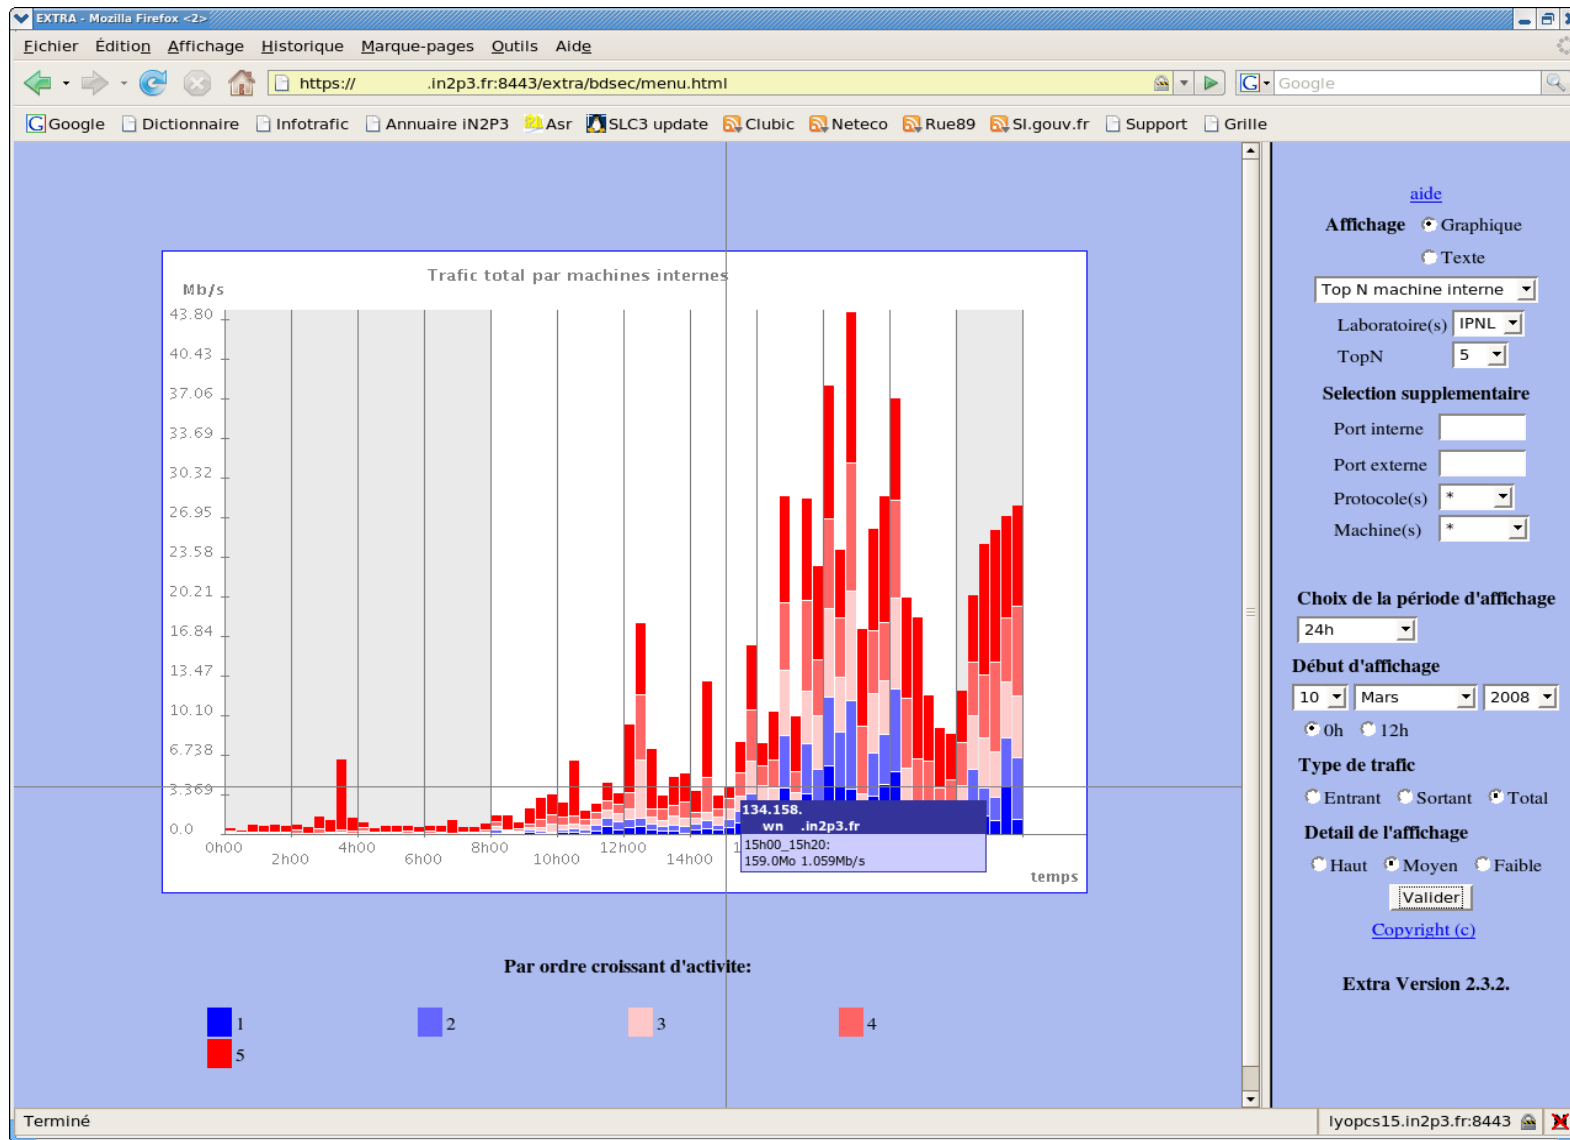 EXTRA - Mozilla Firefox <2>
Fichier Édition Affichage Historique Marque-pages Outils Aide
https:// .in2p3.fr:8443/extra/bdsec/menu.html
G Google
Google Dictionnaire Infotrafic Annuaire iN2P3 Asr SLC3 update Clubic Neteco Rue89 SI.gouv.fr Support Grille
Trafic total par machines internes
Mb/s
43.80
40.43
37.06
33.69
30.32
26.95
23.58
20.21
16.84
13.47
10.10
6.738
3.369
0.0
0h00 2h00 4h00 6h00 8h00 10h00 12h00 14h00 1
temps
134.158.
wn .in2p3.fr
15h00_15h20:
159.0Mo 1.059Mb/s
Par ordre croissant d'activite:
1 2 3 4
5
aide
Affichage Graphique
Texte
Top N machine interne
Laboratoire(s) IPNL
TopN 5
Selection supplementaire
Port interne
Port externe
Protocole(s) *
Machine(s) *
Choix de la période d'affichage
24h
Début d'affichage
10 Mars 2008
0h 12h
Type de trafic
Entrant Sortant Total
Detail de l'affichage
Haut Moyen Faible
Valider
Copyright (c)
Extra Version 2.3.2.
Terminé
lyopcs15.in2p3.fr:8443